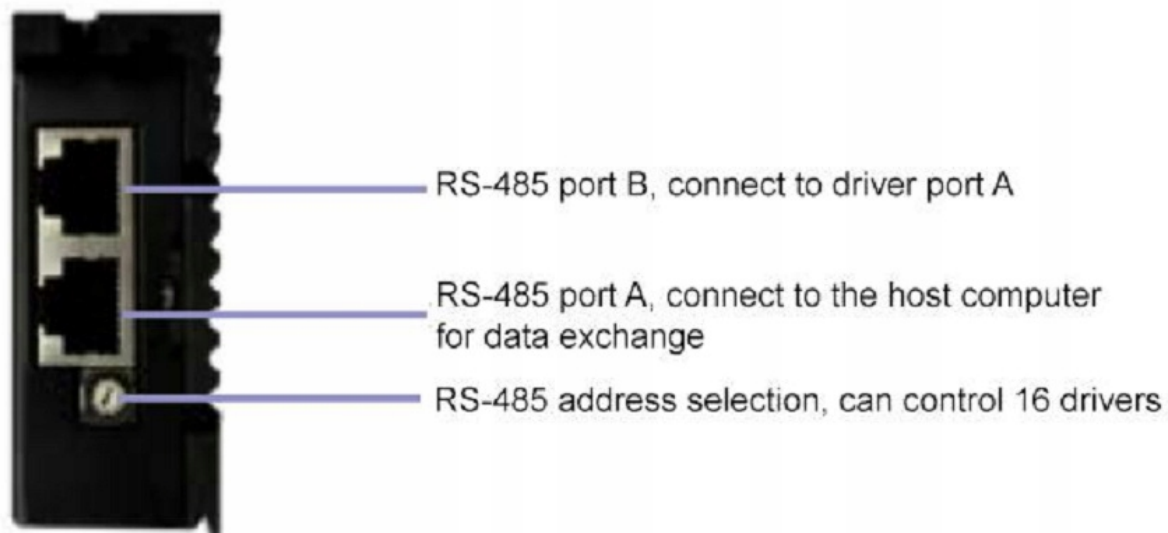 RS-485 port B, connect to driver port A
RS-485 port A, connect to the host computer
for data exchange
RS-485 address selection, can control 16 drivers